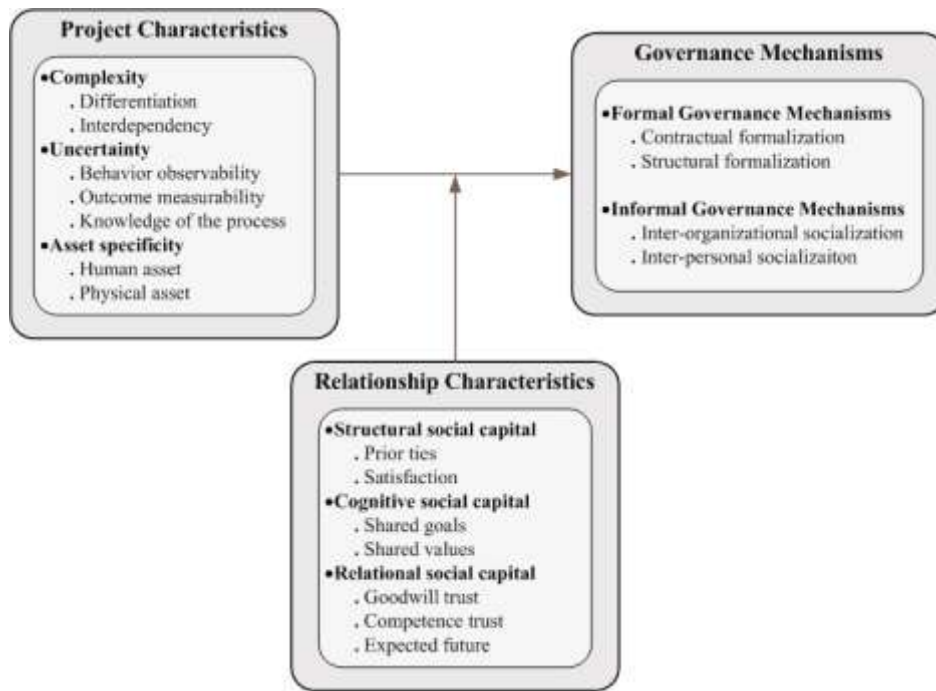 Project Characteristics
•Complexity
. Differentiation
. Interdependency
•Uncertainty
. Behavior observability
. Outcome measurability
. Knowledge of the process
•Asset specificity
. Human asset
. Physical asset
Governance Mechanisms
•Formal Governance Mechanisms
. Contractual formalization
. Structural formalization
•Informal Governance Mechanisms
. Inter-organizational socialization
. Inter-personal socializaiton
Relationship Characteristics
•Structural social capital
. Prior ties
. Satisfaction
•Cognitive social capital
. Shared goals
. Shared values
•Relational social capital
. Goodwill trust
. Competence trust
. Expected future